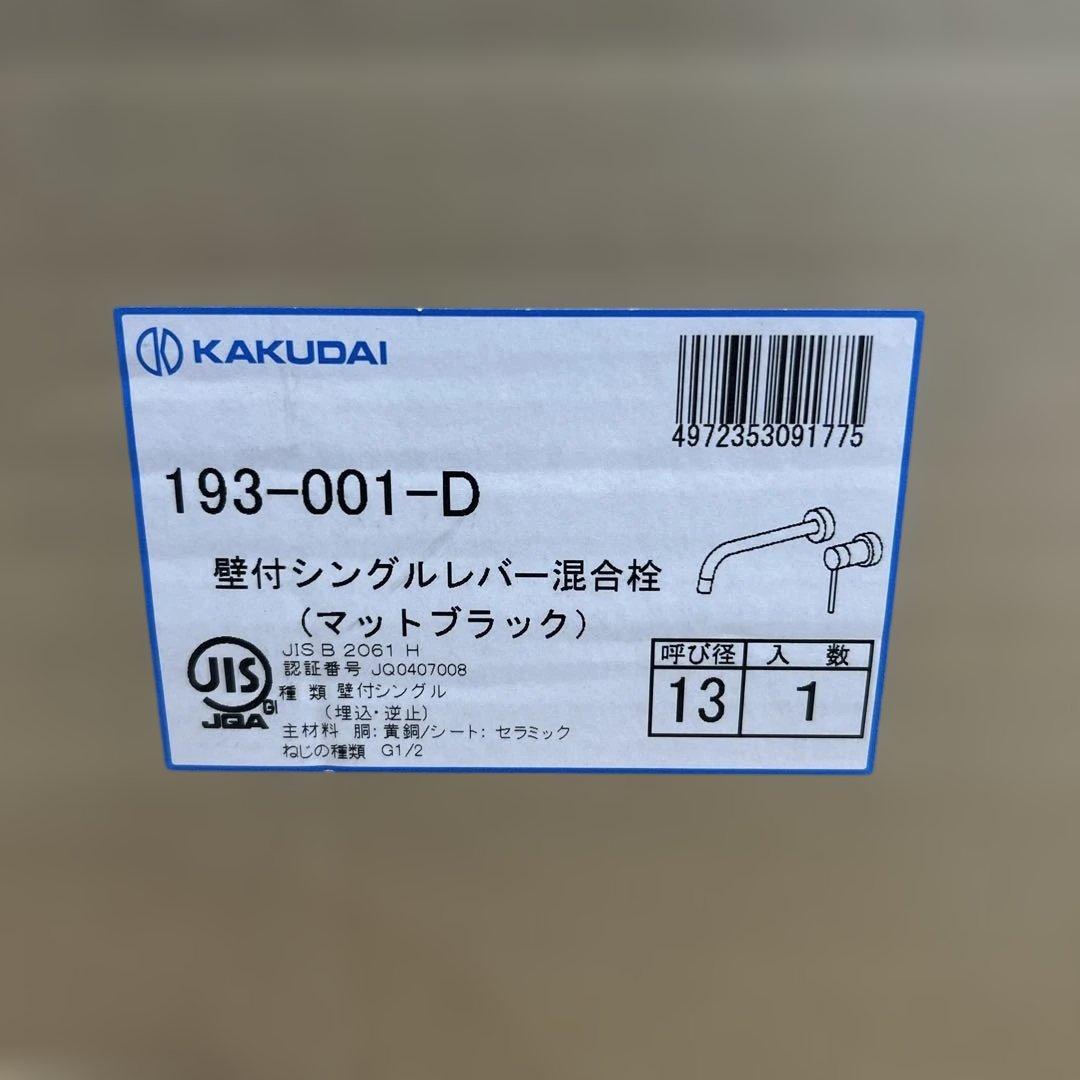 KAKUDAI
4972353091775
193-001-D
壁付シングルレバー混合栓
(マットブラック)
JIS B 2061 H
認証番号 JQ0407008
種類 壁付シングル
(埋込・逆止)
主材料 胴:黄銅/シート:セラミック
ねじの種類 G1/2
JIS
GI
JQA
呼び径 入数
13 1